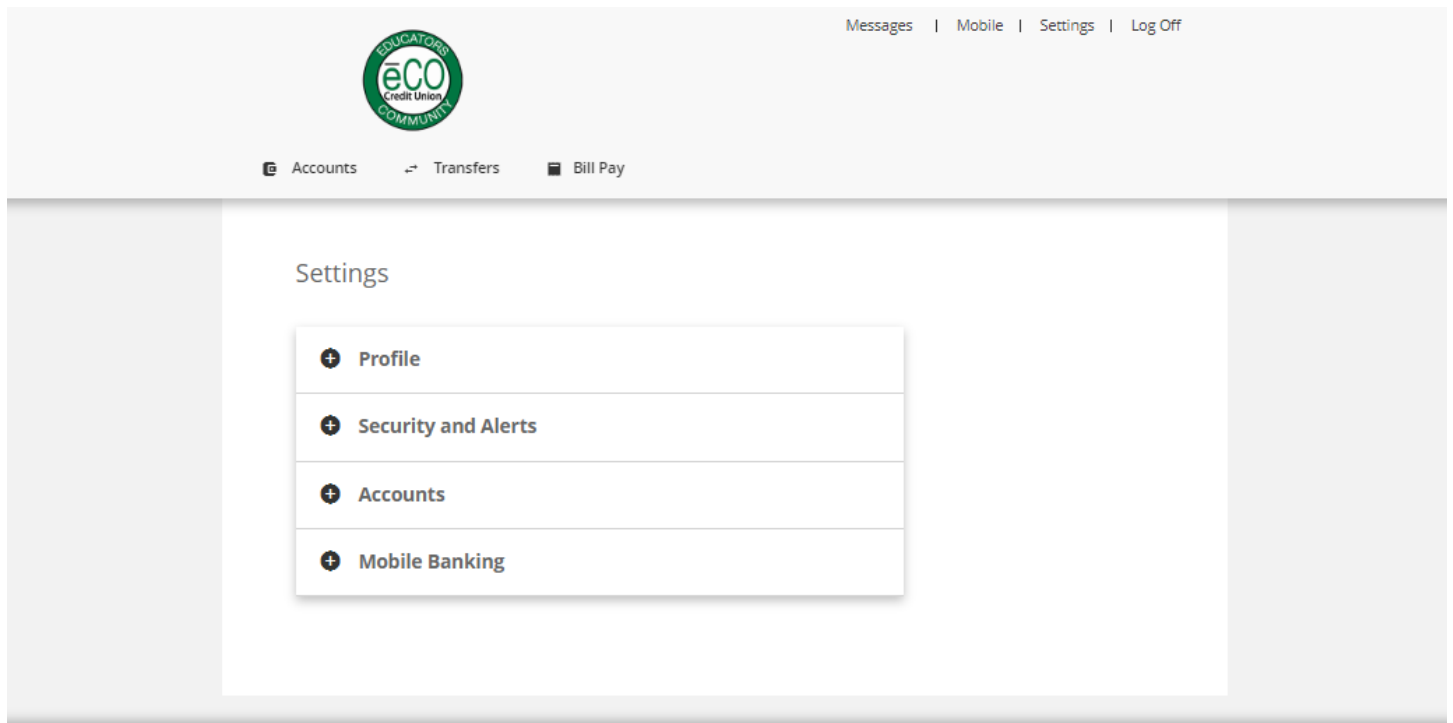 Messages | Mobile | Settings | Log Off
EDUCATORS
ēCO
Credit Union
COMMUNITY
Accounts Transfers Bill Pay
Settings
Profile
Security and Alerts
Accounts
Mobile Banking